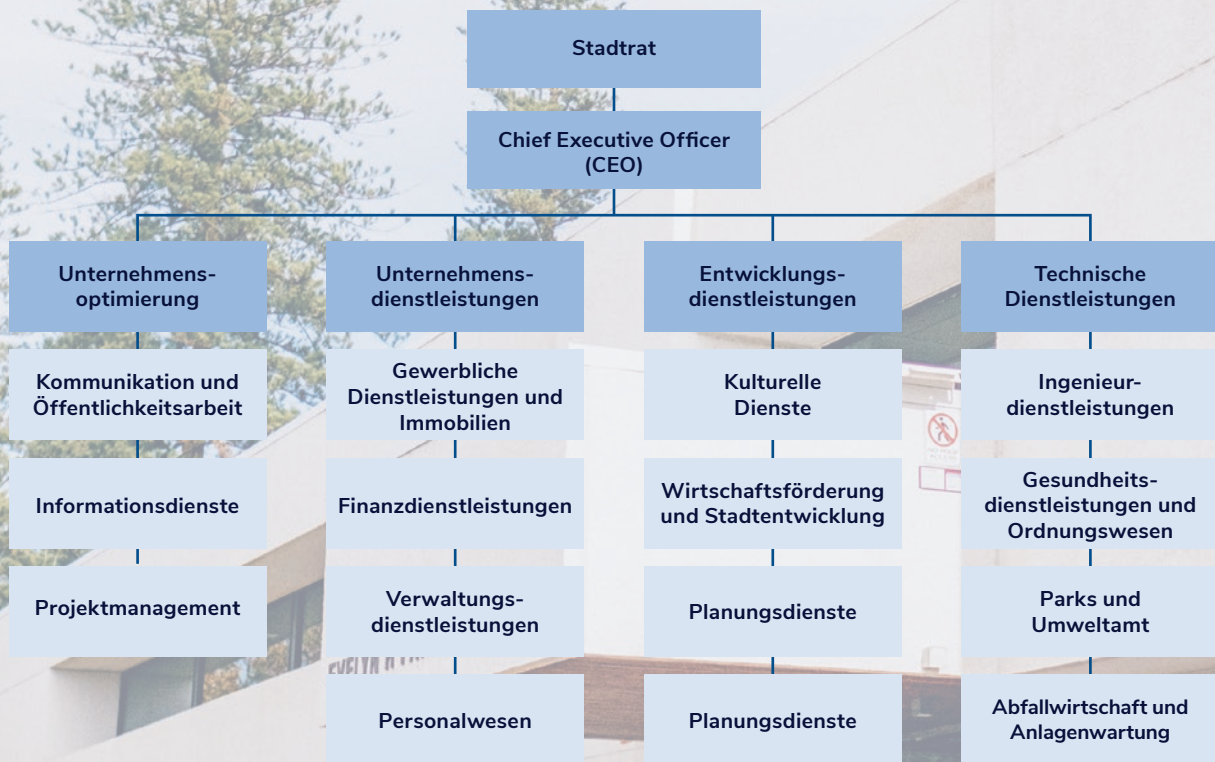 Stadtrat
Chief Executive Officer
(CEO)
Unternehmens-
optimierung
Unternehmens-
dienstleistungen
Entwicklungs-
dienstleistungen
Technische
Dienstleistungen
Kommunikation und
Öffentlichkeitsarbeit
Gewerbliche
Dienstleistungen und
Immobilien
Kulturelle
Dienste
Ingenieur-
dienstleistungen
Informationsdienste
Finanzdienstleistungen
Wirtschaftsförderung
und Stadtentwicklung
Gesundheits-
dienstleistungen und
Ordnungswesen
Projektmanagement
Verwaltungs-
dienstleistungen
Planungsdienste
Parks und
Umweltamt
Personalwesen
Planungsdienste
Abfallwirtschaft und
Anlagenwartung